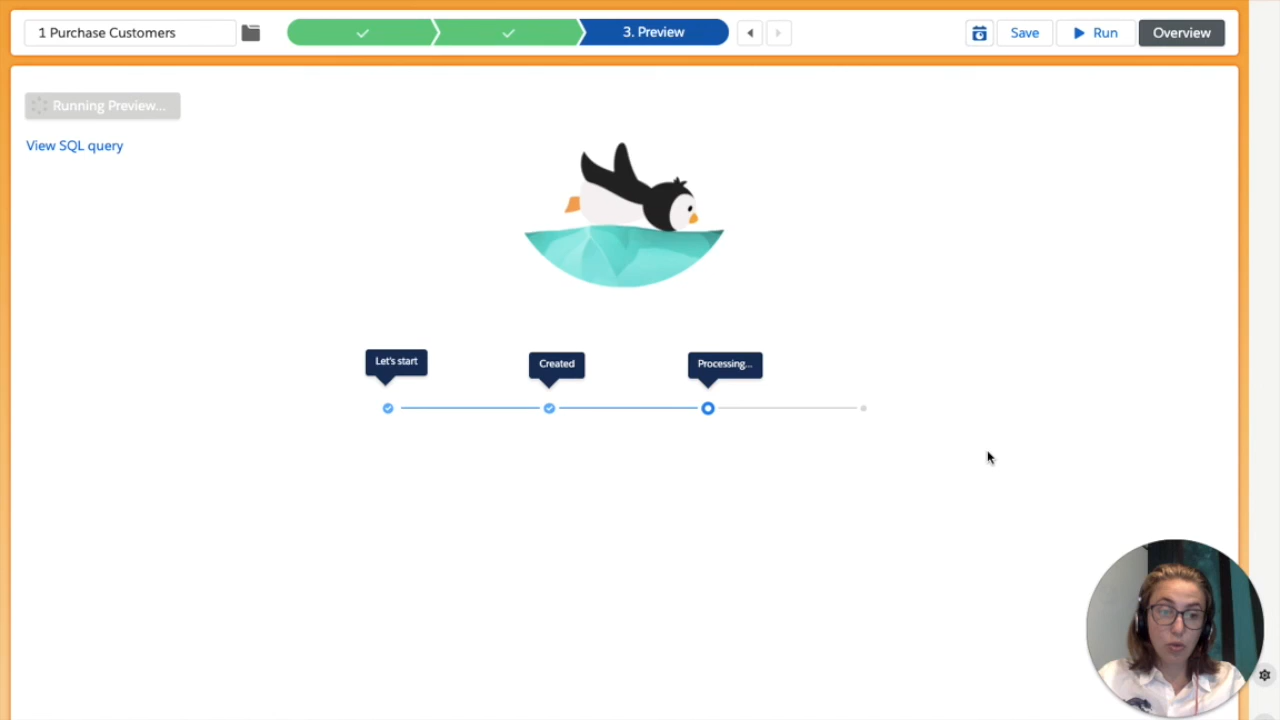 1 Purchase Customers
3. Preview
Save
Run
Overview
Running Preview...
View SQL query
Let's start
Created
Processing...